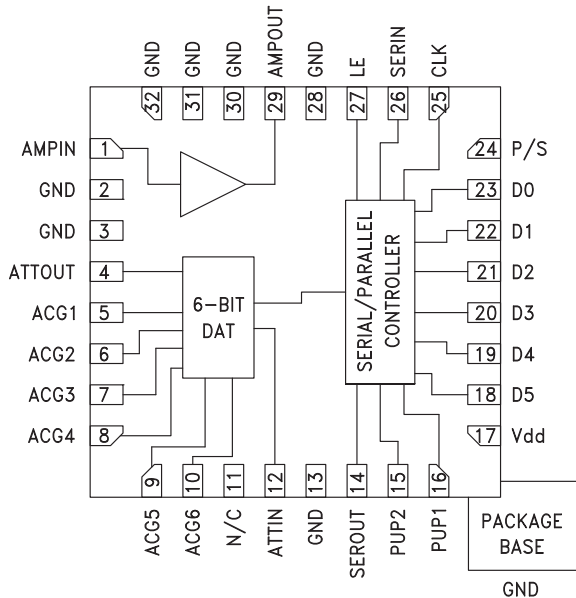 GND
GND
GND
AMPOUT
GND
LE
SERIN
CLK
32
31
30
29
28
27
26
25
AMPIN
1
GND
2
GND
3
ATTOUT
4
ACG1
5
ACG2
6
ACG3
7
ACG4
8
6-BIT
DAT
SERIAL/PARALLEL
CONTROLLER
24
P/S
23
D0
22
D1
21
D2
20
D3
19
D4
18
D5
17
Vdd
9
10
11
12
13
14
15
16
ACG5
ACG6
N/C
ATTIN
GND
SEROUT
PUP2
PUP1
PACKAGE
BASE
GND